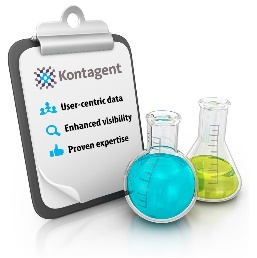 Kontagent
User-centric data
Enhanced visibility
Proven expertise